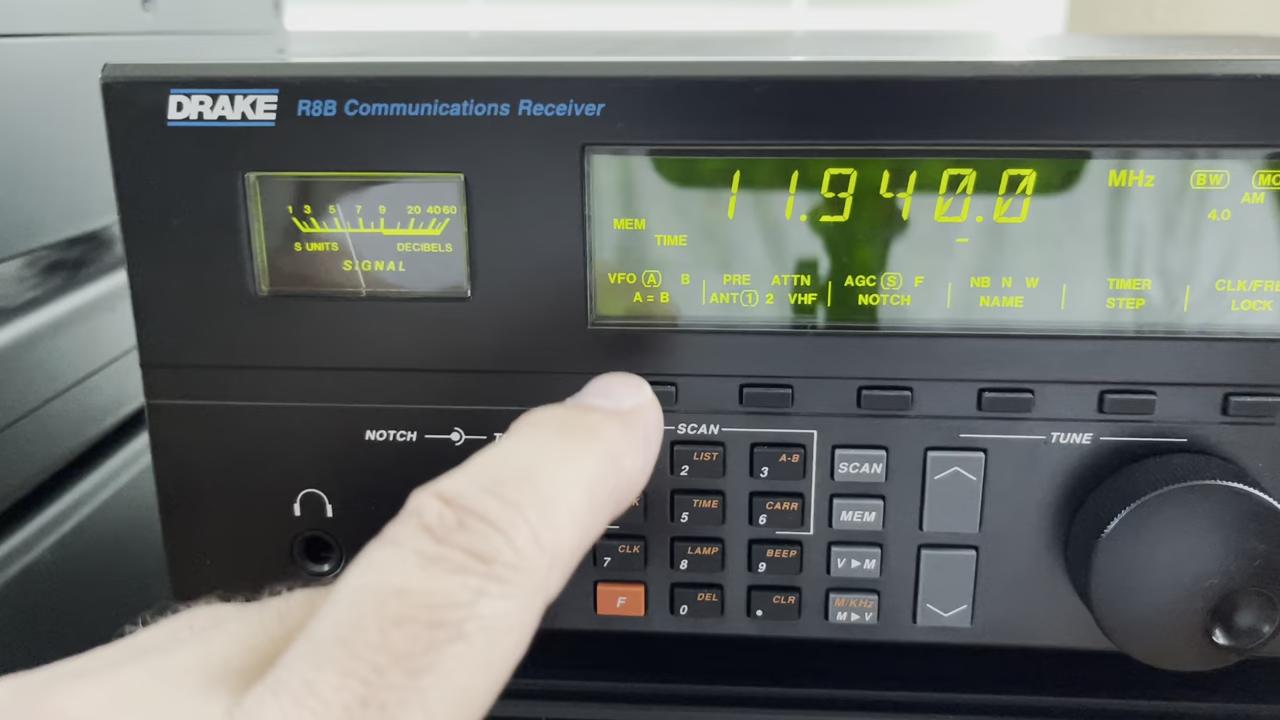 DRAKE R8B Communications Receiver
1 3 5 7 9 20 40 60
S UNITS DECIBELS
SIGNAL
11.940.0 MHz BW
AM
4.0
MEM
TIME
VFO A B PRE ATTN AGC S F NB N W TIMER
A = B ANT 1 2 VHF NOTCH NAME STEP LOCK
NOTCH
SCAN
TUNE
LIST
2
A-B
3
SCAN
TIME
5
CARR
6
MEM
CLK
7
LAMP
8
BEEP
9
V ▶ M
F
DEL
0
CLR
.
M/KHz
M ▶ V